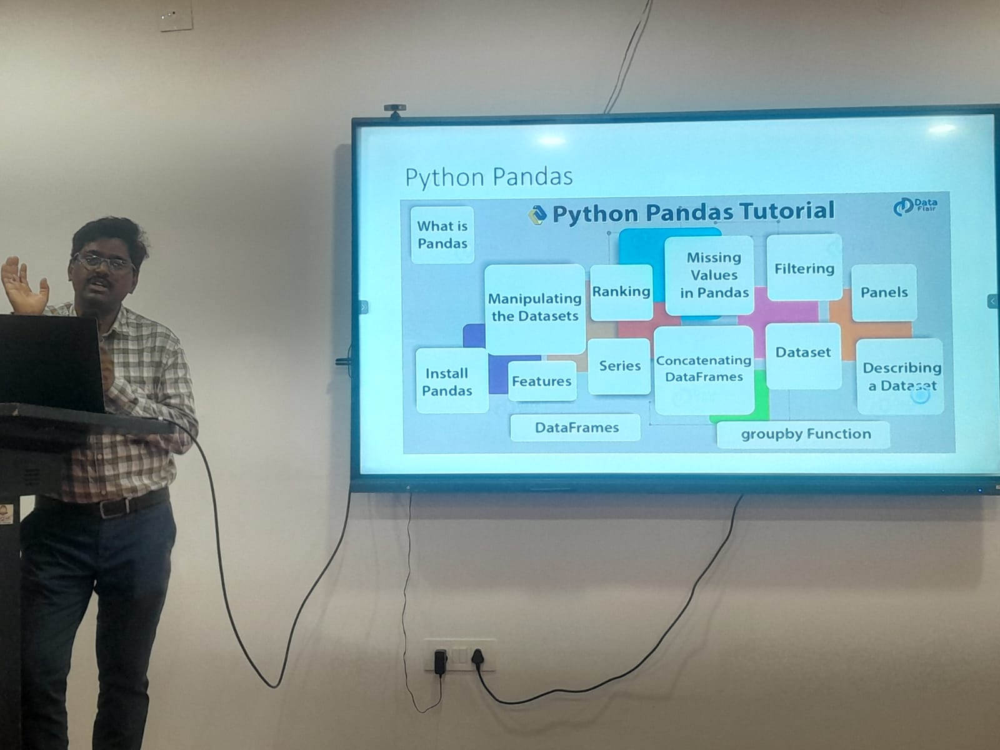 Python Pandas
Python Pandas Tutorial
Data
Flair
What is
Pandas
Manipulating
the Datasets
Ranking
Missing
Values
in Pandas
Filtering
Panels
Install
Pandas
Features
Series
Concatenating
DataFrames
Dataset
Describing
a Dataset
DataFrames
groupby Function